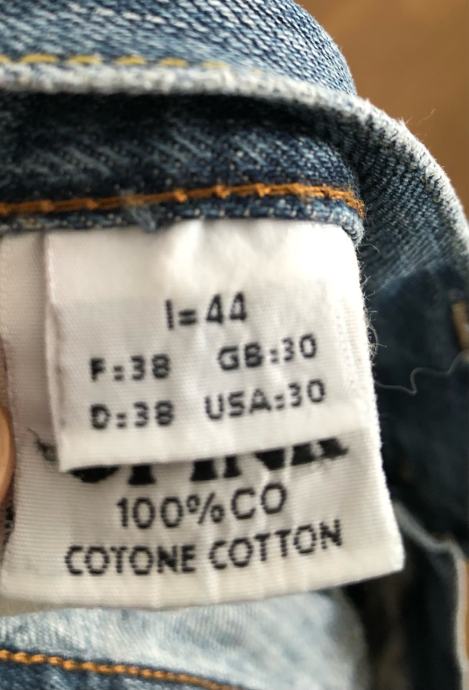 I=44
F:38 GB:30
D:38 USA:30
100%CO
COTONE COTTON